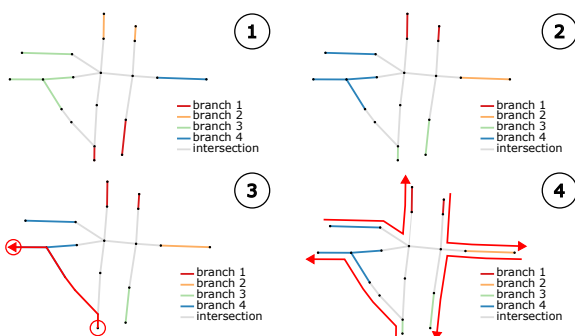 1
2
branch 1
branch 2
branch 3
branch 4
intersection
branch 1
branch 2
branch 3
branch 4
intersection
3
4
branch 1
branch 2
branch 3
branch 4
intersection
branch 1
branch 2
branch 3
branch 4
intersection